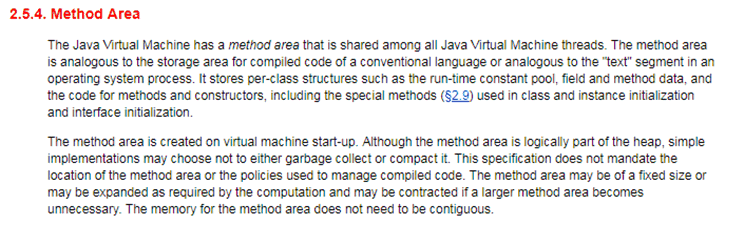 2.5.4. Method Area
The Java Virtual Machine has a method area that is shared among all Java Virtual Machine threads. The method area
is analogous to the storage area for compiled code of a conventional language or analogous to the "text" segment in an
operating system process. It stores per-class structures such as the run-time constant pool, field and method data, and
the code for methods and constructors, including the special methods (§2.9) used in class and instance initialization
and interface initialization.
The method area is created on virtual machine start-up. Although the method area is logically part of the heap, simple
implementations may choose not to either garbage collect or compact it. This specification does not mandate the
location of the method area or the policies used to manage compiled code. The method area may be of a fixed size or
may be expanded as required by the computation and may be contracted if a larger method area becomes
unnecessary. The memory for the method area does not need to be contiguous.